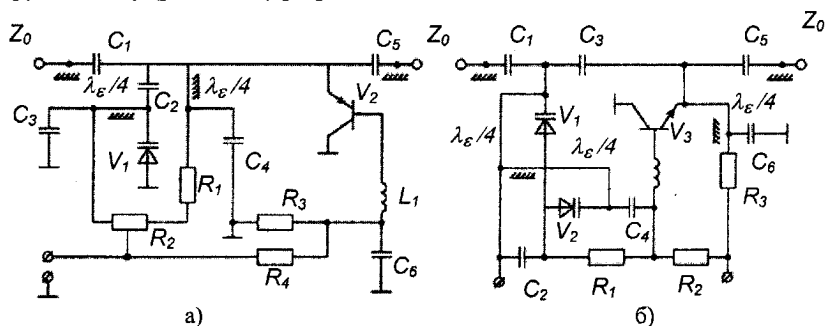 Z₀ C₁ C₅ Z₀
λε/4 C₂ λε/4 V₂
C₃ V₁ R₁ C₄ L₁
R₂ R₃ R₄ C₆
а)
Z₀ C₁ C₃ C₅ Z₀
V₁ V₃ λε/4
λε/4 λε/4 C₆
V₂ C₄ R₃
C₂ R₁ R₂
б)